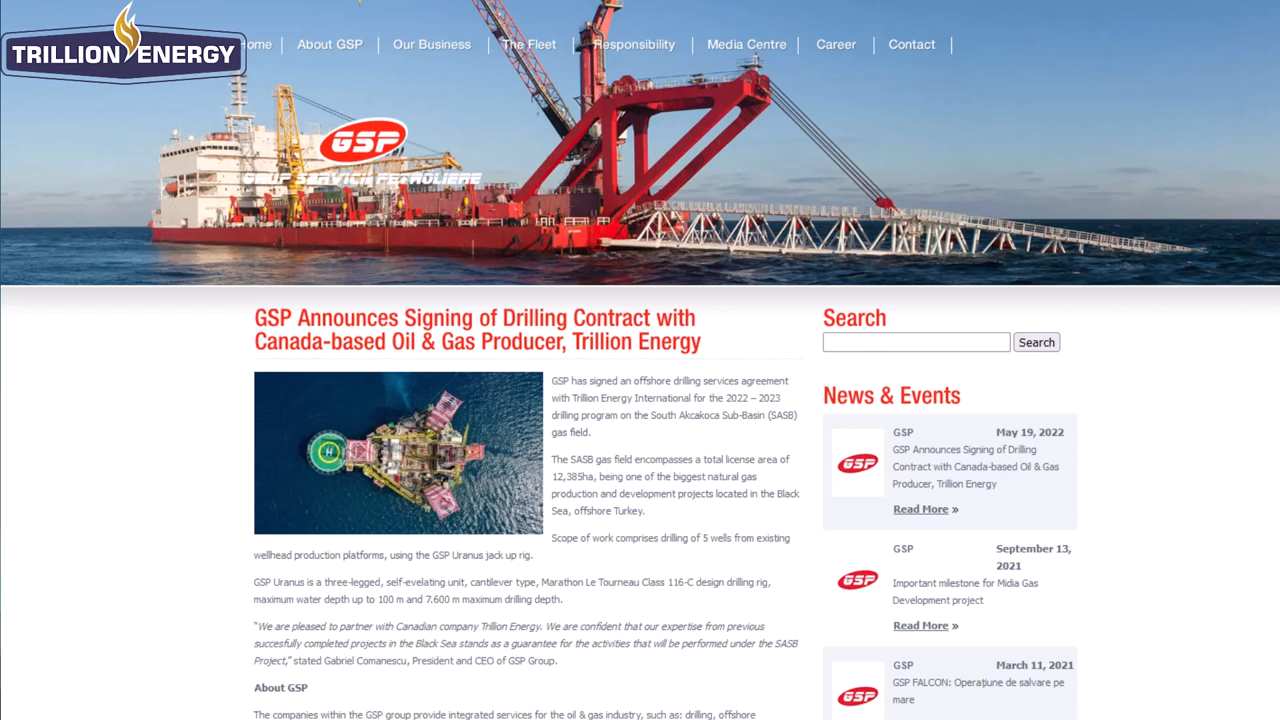 TRILLION ENERGY
Home
About GSP
Our Business
The Fleet
Responsibility
Media Centre
Career
Contact
GSP
GRUP SERVICII PETROLIERE
GSP Announces Signing of Drilling Contract with
Canada-based Oil & Gas Producer, Trillion Energy
GSP has signed an offshore drilling services agreement
with Trillion Energy International for the 2022 – 2023
drilling program on the South Akcakoca Sub-Basin (SASB)
gas field.
The SASB gas field encompasses a total license area of
12,385ha, being one of the biggest natural gas
production and development projects located in the Black
Sea, offshore Turkey.
Scope of work comprises drilling of 5 wells from existing
wellhead production platforms, using the GSP Uranus jack up rig.
GSP Uranus is a three-legged, self-evelating unit, cantilever type, Marathon Le Tourneau Class 116-C design drilling rig,
maximum water depth up to 100 m and 7.600 m maximum drilling depth.
“We are pleased to partner with Canadian company Trillion Energy. We are confident that our expertise from previous
succesfully completed projects in the Black Sea stands as a guarantee for the activities that will be performed under the SASB
Project,” stated Gabriel Comanescu, President and CEO of GSP Group.
About GSP
The companies within the GSP group provide integrated services for the oil & gas industry, such as: drilling, offshore
Search
Search
News & Events
GSP
May 19, 2022
GSP Announces Signing of Drilling
Contract with Canada-based Oil & Gas
Producer, Trillion Energy
Read More »
GSP
GSP
September 13,
2021
Important milestone for Midia Gas
Development project
Read More »
GSP
GSP
March 11, 2021
GSP FALCON: Operațiune de salvare pe
mare
GSP